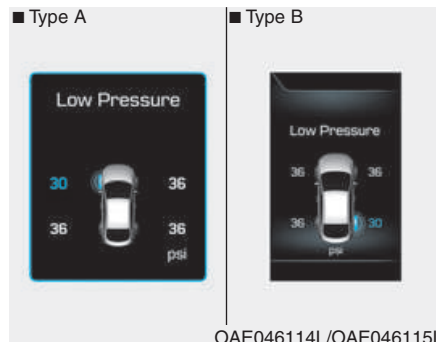 ■ Type A
■ Type B
Low Pressure
30 36
36 36
psi
Low Pressure
36 36
36 30
psi
OAE046114L/OAE046115L